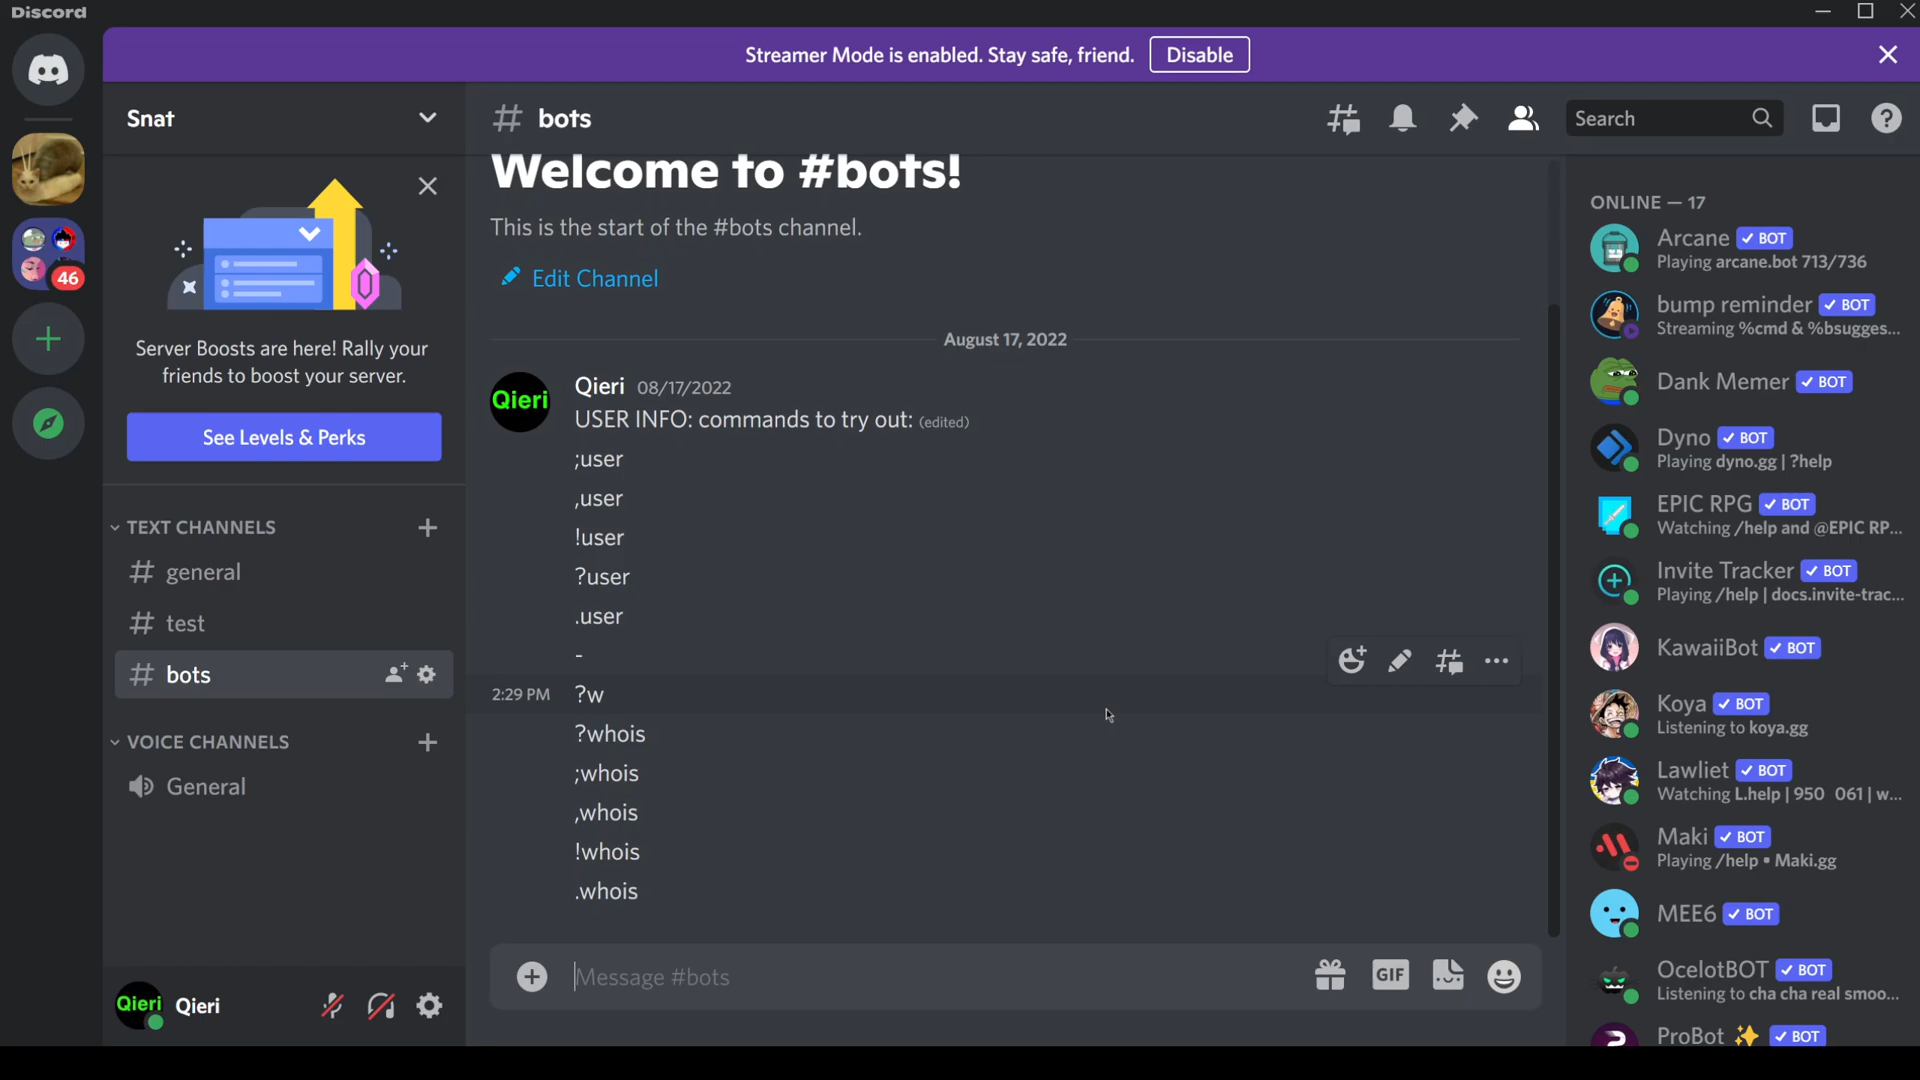 Discord
Streamer Mode is enabled. Stay safe, friend.
Disable
Snat
Server Boosts are here! Rally your
friends to boost your server.
See Levels & Perks
TEXT CHANNELS
general
test
bots
VOICE CHANNELS
General
Qieri
Qieri
46
# bots
Search
Welcome to #bots!
This is the start of the #bots channel.
Edit Channel
August 17, 2022
Qieri
Qieri 08/17/2022
USER INFO: commands to try out: (edited)
;user
,user
!user
?user
.user
-
2:29 PM ?w
?whois
;whois
,whois
!whois
.whois
Message #bots
GIF
ONLINE — 17
Arcane ✓ BOT
Playing arcane.bot 713/736
bump reminder ✓ BOT
Streaming %cmd & %bsugges...
Dank Memer ✓ BOT
Dyno ✓ BOT
Playing dyno.gg | ?help
EPIC RPG ✓ BOT
Watching /help and @EPIC RP...
Invite Tracker ✓ BOT
Playing /help | docs.invite-trac...
KawaiiBot ✓ BOT
Koya ✓ BOT
Listening to koya.gg
Lawliet ✓ BOT
Watching L.help | 950 061 | w...
Maki ✓ BOT
Playing /help • Maki.gg
MEE6 ✓ BOT
OcelotBOT ✓ BOT
Listening to cha cha real smoo...
ProBot ✨ ✓ BOT